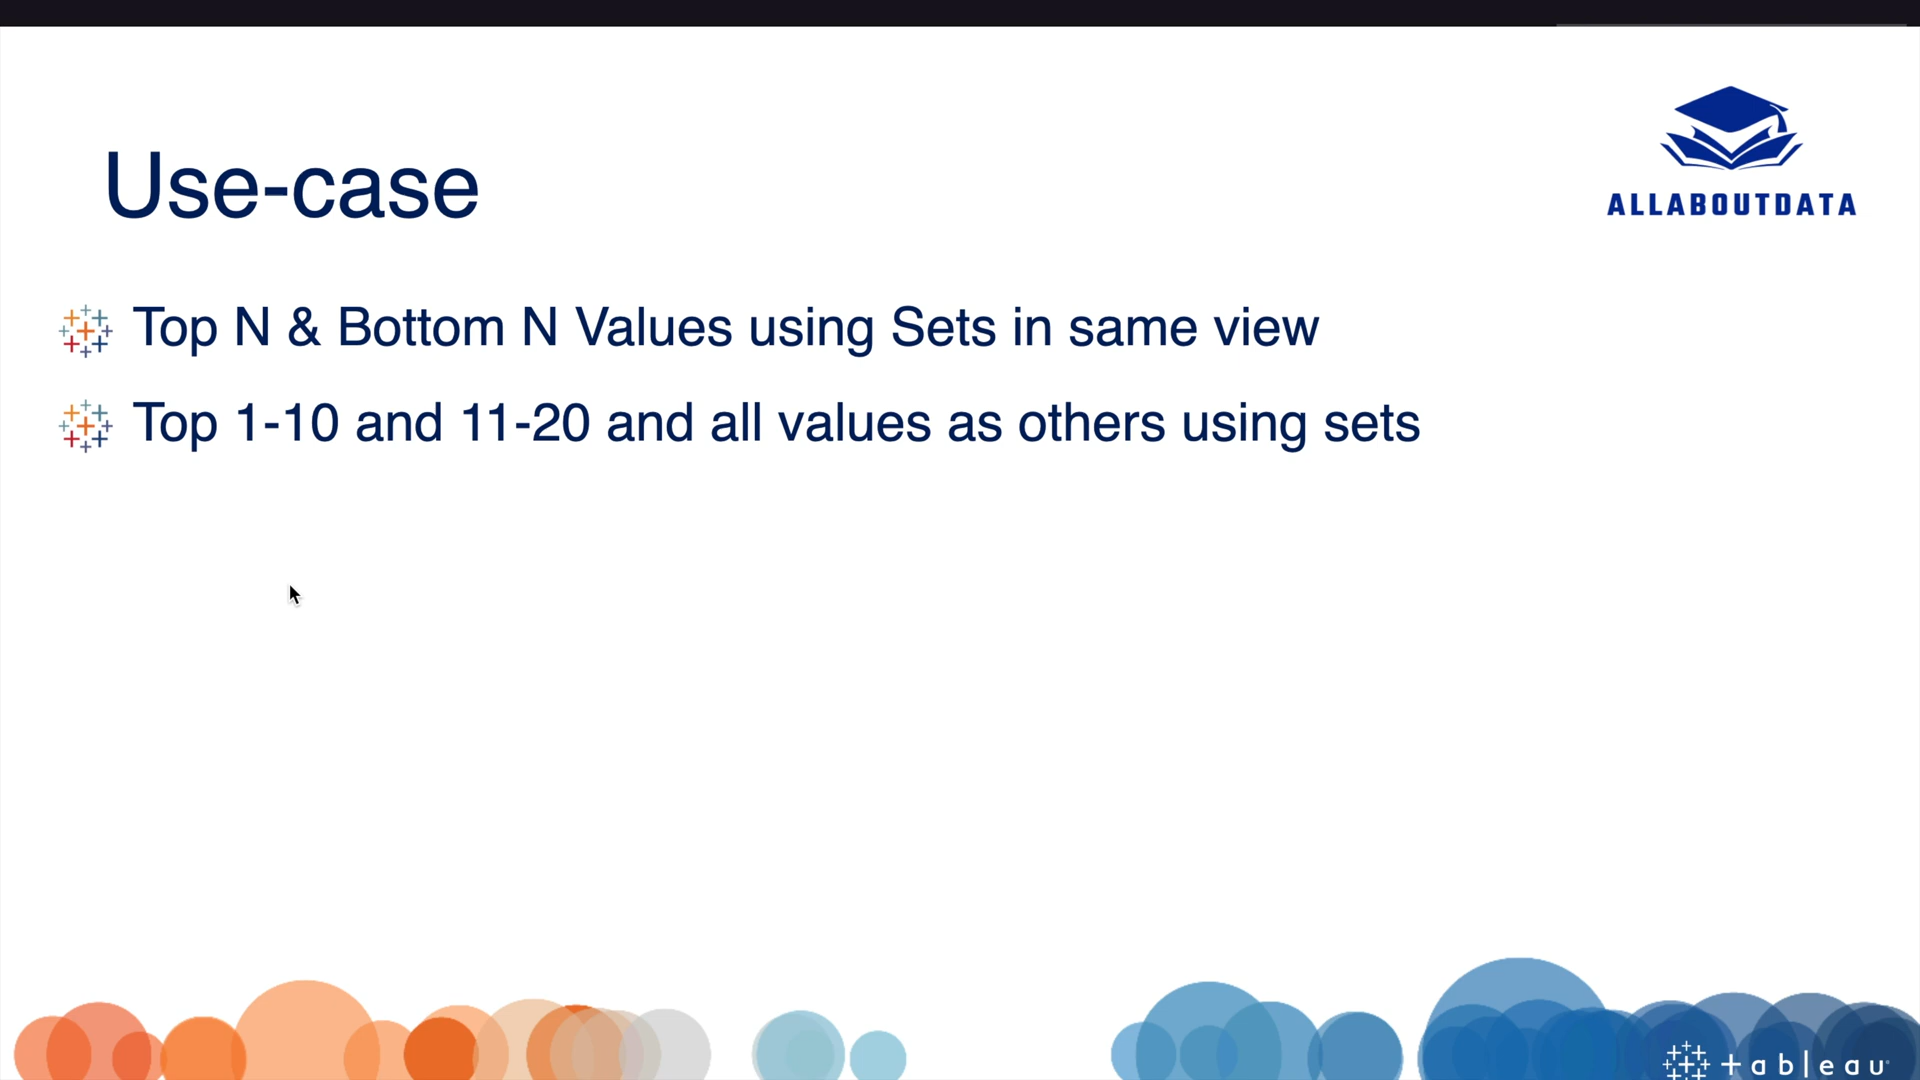 ALLABOUTDATA
Use-case
Top N & Bottom N Values using Sets in same view
Top 1-10 and 11-20 and all values as others using sets
tableau